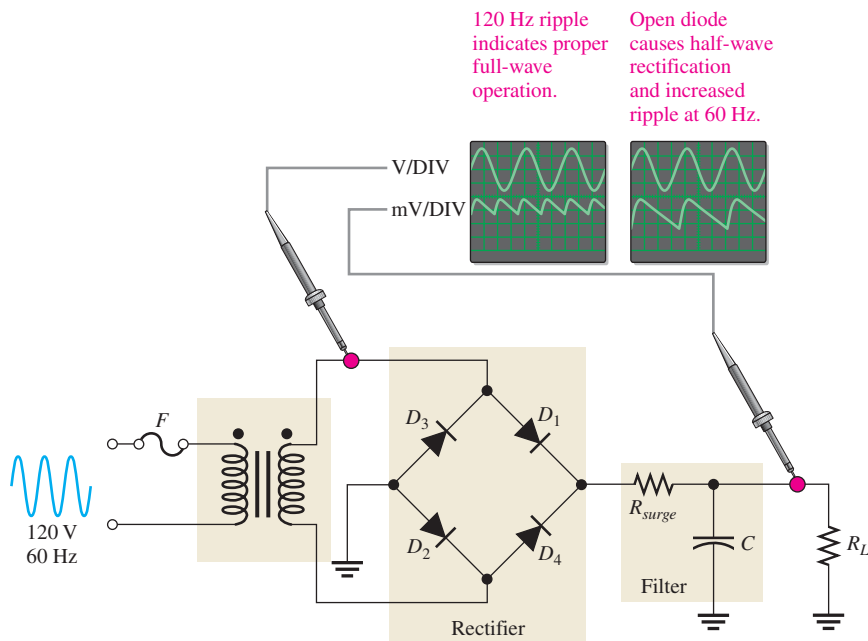 120 Hz ripple
indicates proper
full-wave
operation.
Open diode
causes half-wave
rectification
and increased
ripple at 60 Hz.
V/DIV
mV/DIV
F
D3
D1
120 V
60 Hz
D2
D4
Rsurge
C
RL
Rectifier
Filter